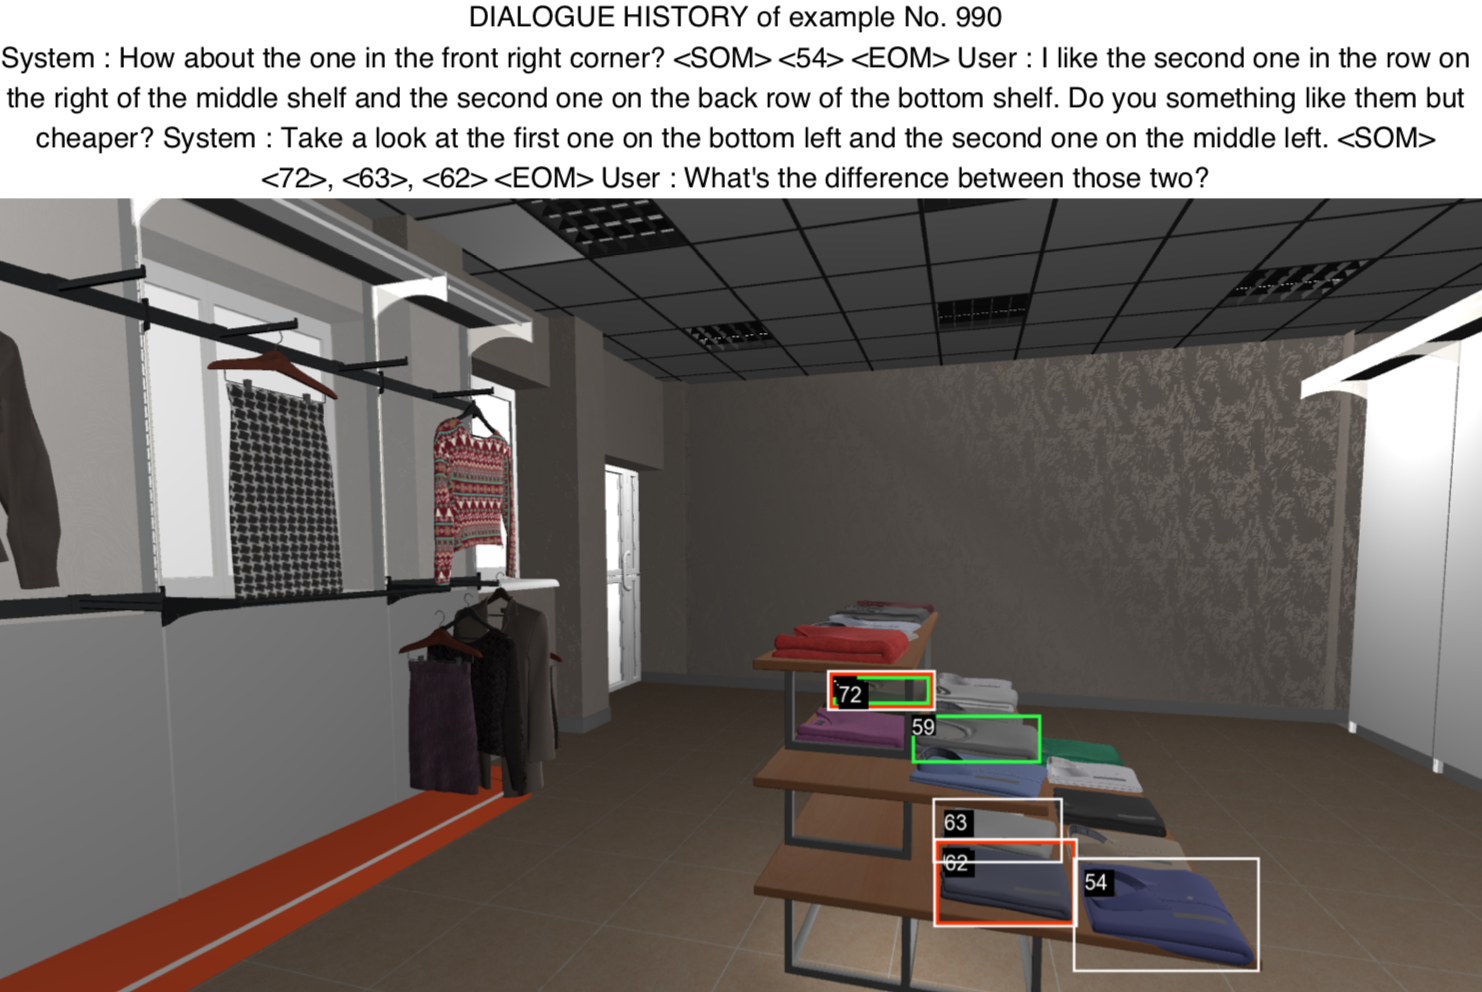 DIALOGUE HISTORY of example No. 990
System : How about the one in the front right corner? <SOM> <54> <EOM> User : I like the second one in the row on
the right of the middle shelf and the second one on the back row of the bottom shelf. Do you something like them but
cheaper? System : Take a look at the first one on the bottom left and the second one on the middle left. <SOM>
<72>, <63>, <62> <EOM> User : What's the difference between those two?
72
59
63
62
54